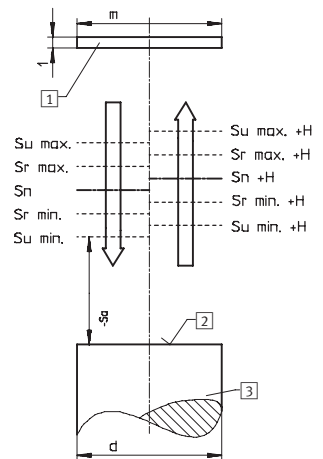 m
1
1
Su max. +H
Su max.
Sr max. +H
Sr max.
Sn +H
Sn
Sr min. +H
Sr min.
Su min. +H
Su min.
-Sa
2
3
d